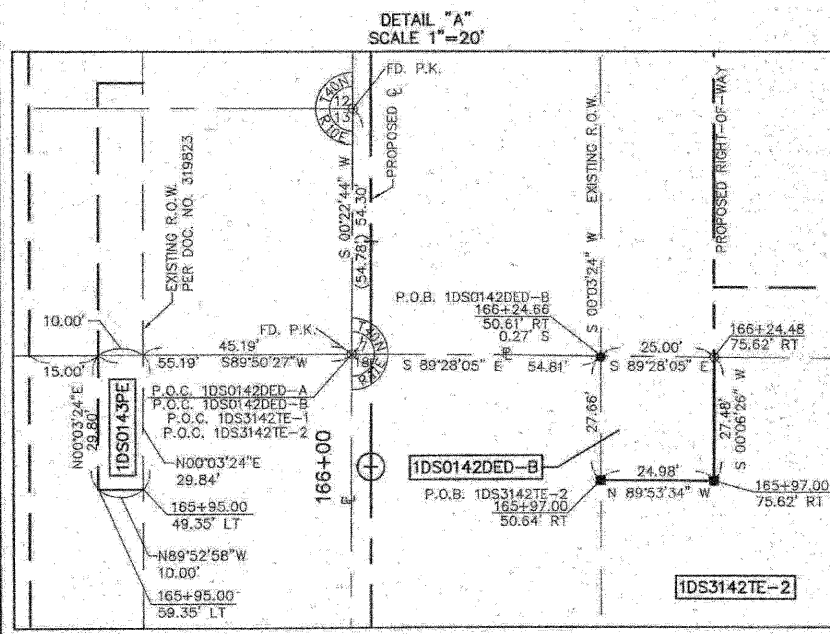 DETAIL "A"
SCALE 1"=20'
FD. P.K.
T40N
12
13
R10E
PROPOSED ℄
EXISTING R.O.W.
PER DOC. NO. 319823
S 00°22'44" W
54.30'
(54.78')
S 00°03'24" W EXISTING R.O.W.
PROPOSED RIGHT-OF-WAY
P.O.B. 1DS0142DED-B
166+24.66
50.61' RT
0.27' S
10.00'
FD. P.K.
T40N
R11E
25.00'
S 89°28'05" E
166+24.48
75.62' RT
15.00'
55.19'
45.19'
S89°50'27"W
S 89°28'05" E
54.81'
P.O.C. 1DS0142DED-A
P.O.C. 1DS0142DED-B
P.O.C. 1DS3142TE-1
P.O.C. 1DS3142TE-2
N00°03'24"E
29.80'
1DS0143PE
N00°03'24"E
29.84'
166+00
27.66'
27.48'
S 00°06'26" W
1DS0142DED-B
24.98'
N 89°53'34" W
P.O.B. 1DS3142TE-2
165+97.00
50.64' RT
165+97.00
75.62' RT
165+95.00
49.35' LT
N89°52'58"W
10.00'
165+95.00
59.35' LT
1DS3142TE-2